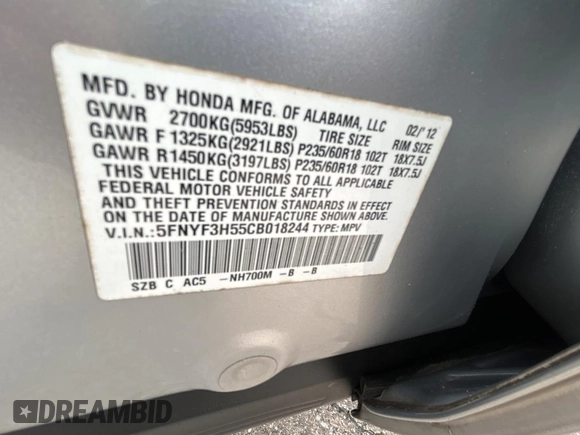 MFD. BY HONDA MFG. OF ALABAMA, LLC 02/'12
GVWR 2700KG(5953LBS) TIRE SIZE RIM SIZE
GAWR F 1325KG(2921LBS) P235/60R18 102T 18X7.5J
GAWR R1450KG(3197LBS) P235/60R18 102T 18X7.5J
THIS VEHICLE CONFORMS TO ALL APPLICABLE
FEDERAL MOTOR VEHICLE SAFETY
AND THEFT PREVENTION STANDARDS IN EFFECT
ON THE DATE OF MANUFACTURE SHOWN ABOVE.
V.I.N.:5FNYF3H55CB018244 TYPE: MPV
SZB C AC5 -NH700M -B -B
DREAMBID